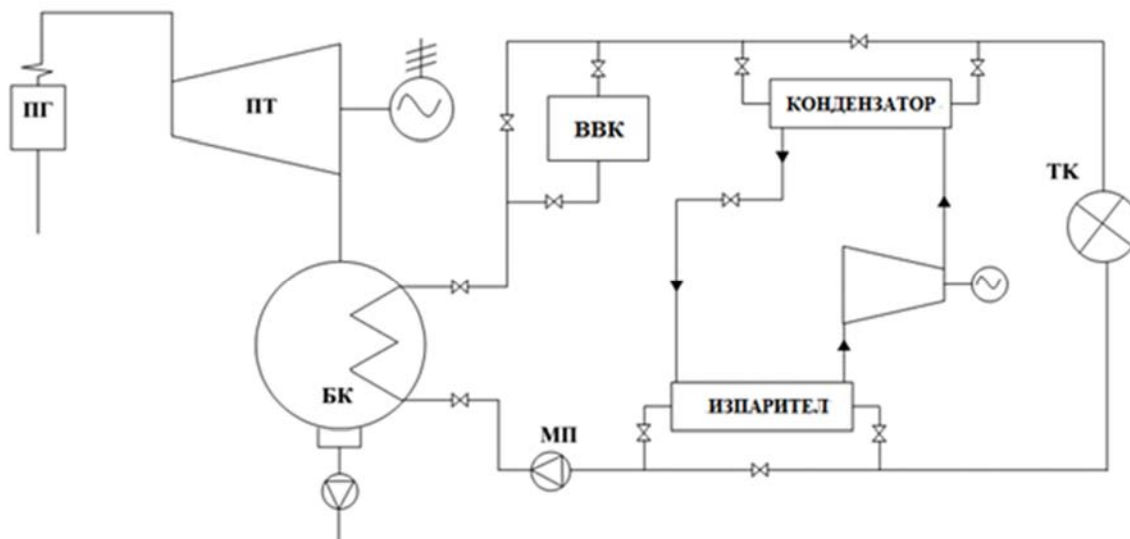 ПГ
ПТ
ВВК
КОНДЕНЗАТОР
ТК
БК
ИЗПАРИТЕЛ
МП